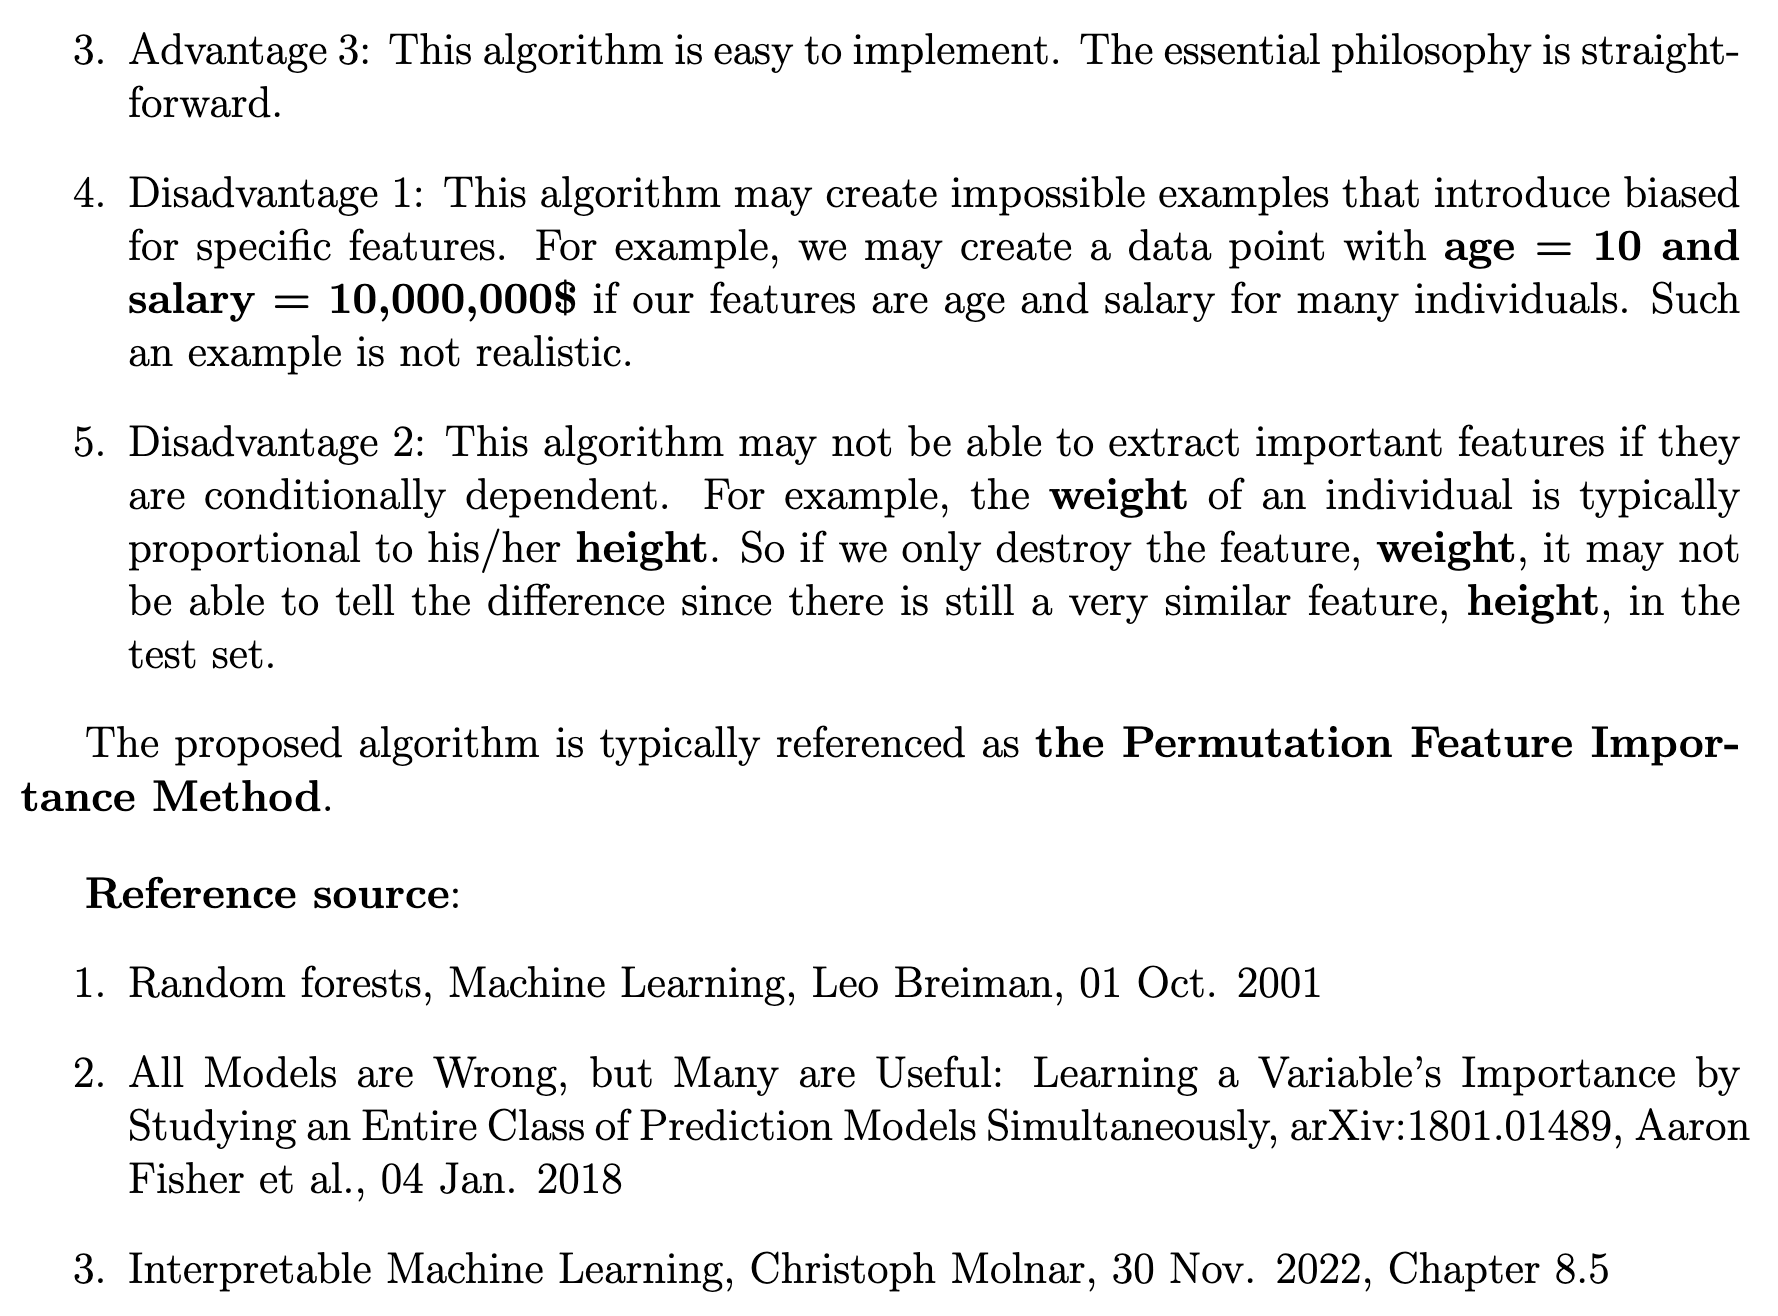 3. Advantage 3: This algorithm is easy to implement. The essential philosophy is straight-
forward.
4. Disadvantage 1: This algorithm may create impossible examples that introduce biased
for specific features. For example, we may create a data point with age = 10 and
salary = 10,000,000$ if our features are age and salary for many individuals. Such
an example is not realistic.
5. Disadvantage 2: This algorithm may not be able to extract important features if they
are conditionally dependent. For example, the weight of an individual is typically
proportional to his/her height. So if we only destroy the feature, weight, it may not
be able to tell the difference since there is still a very similar feature, height, in the
test set.
The proposed algorithm is typically referenced as the Permutation Feature Impor-
tance Method.
Reference source:
1. Random forests, Machine Learning, Leo Breiman, 01 Oct. 2001
2. All Models are Wrong, but Many are Useful: Learning a Variable's Importance by
Studying an Entire Class of Prediction Models Simultaneously, arXiv:1801.01489, Aaron
Fisher et al., 04 Jan. 2018
3. Interpretable Machine Learning, Christoph Molnar, 30 Nov. 2022, Chapter 8.5